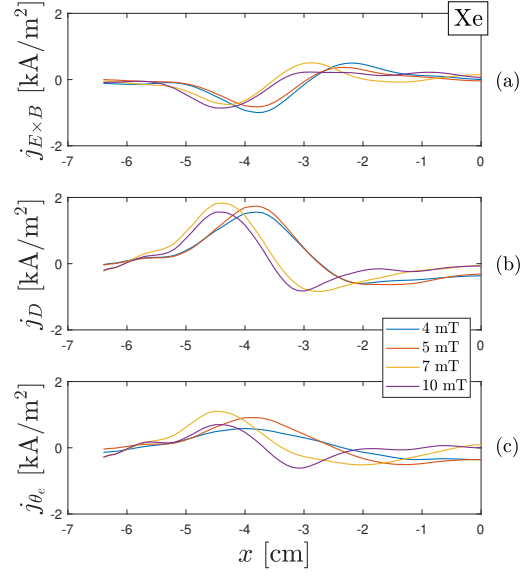 Xe
2
0
-2
j_{E×B} [kA/m²]
-7 -6 -5 -4 -3 -2 -1 0
(a)
2
0
-2
j_D [kA/m²]
-7 -6 -5 -4 -3 -2 -1 0
(b)
4 mT
5 mT
7 mT
10 mT
2
0
-2
j_{θ_e} [kA/m²]
-7 -6 -5 -4 -3 -2 -1 0
(c)
x [cm]